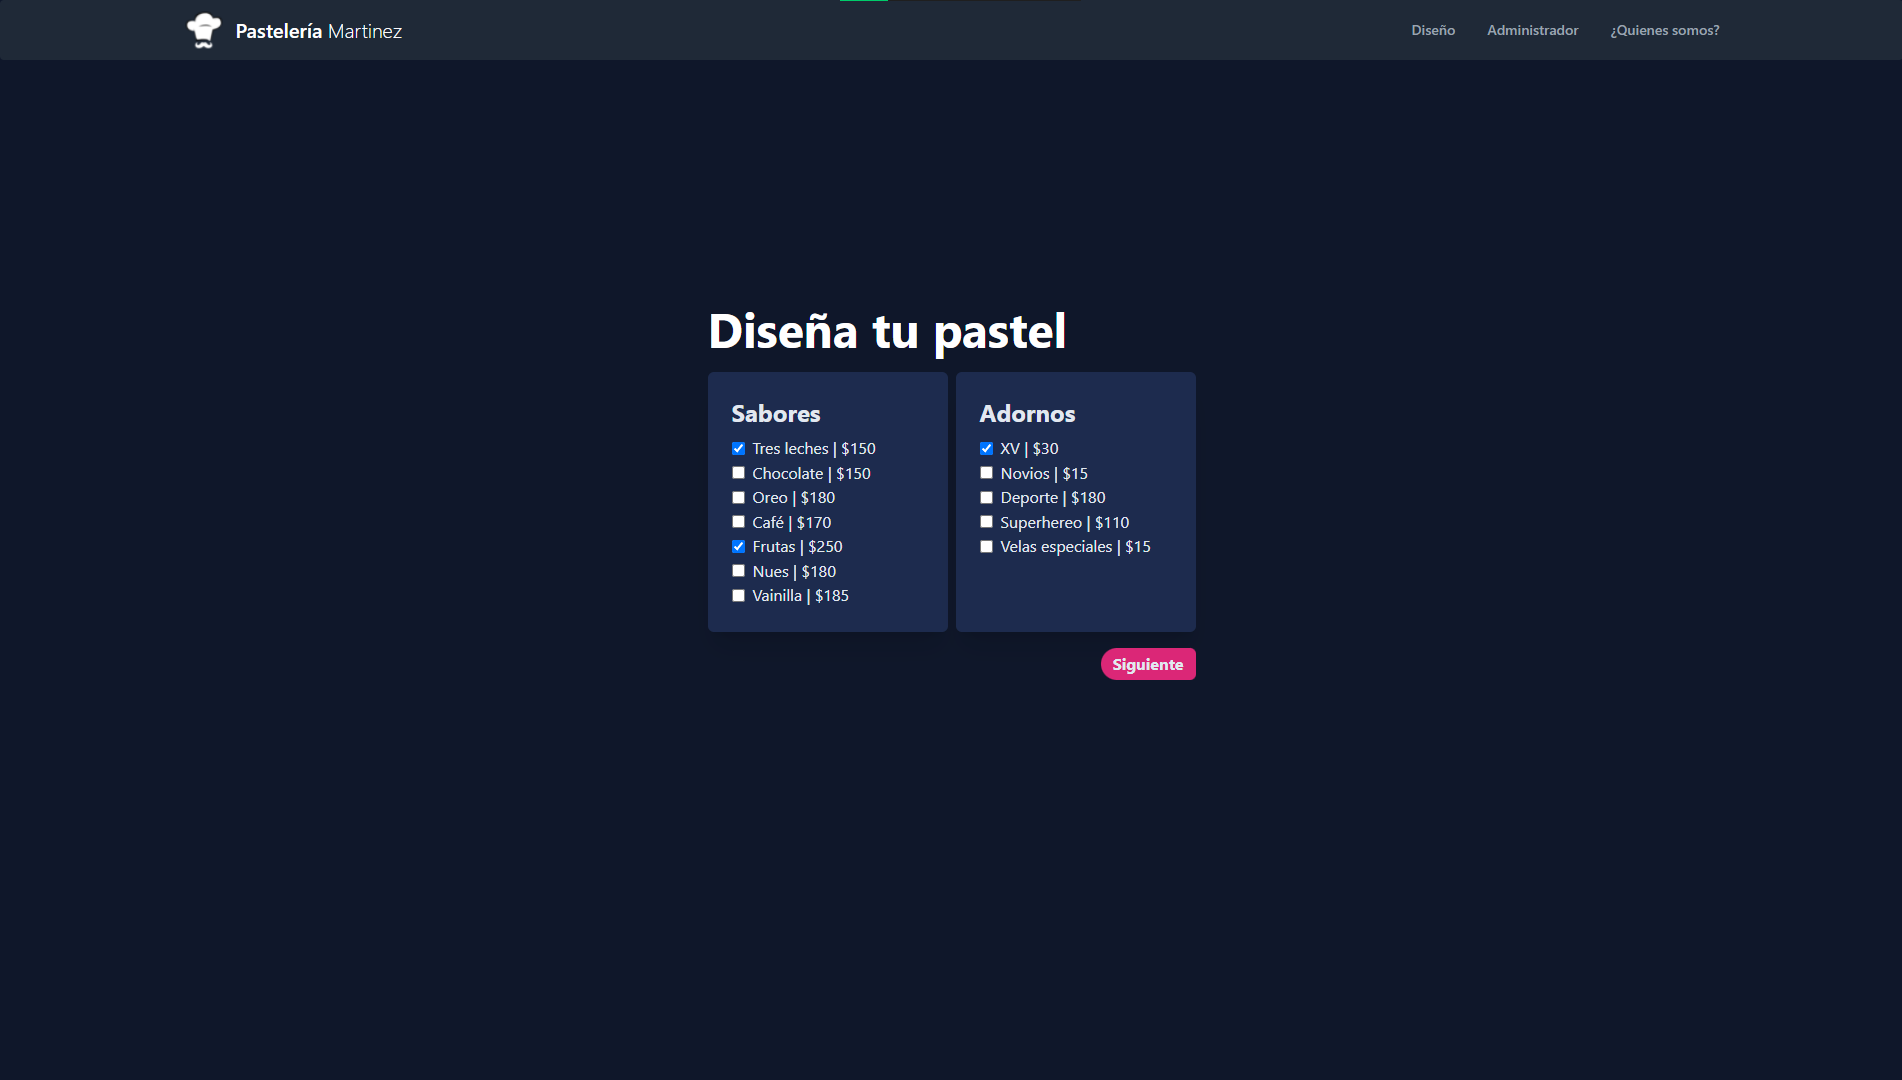 Pastelería Martinez
Diseño
Administrador
¿Quienes somos?
Diseña tu pastel
Sabores
Tres leches | $150
Chocolate | $150
Oreo | $180
Café | $170
Frutas | $250
Nues | $180
Vainilla | $185
Adornos
XV | $30
Novios | $15
Deporte | $180
Superhereo | $110
Velas especiales | $15
Siguiente